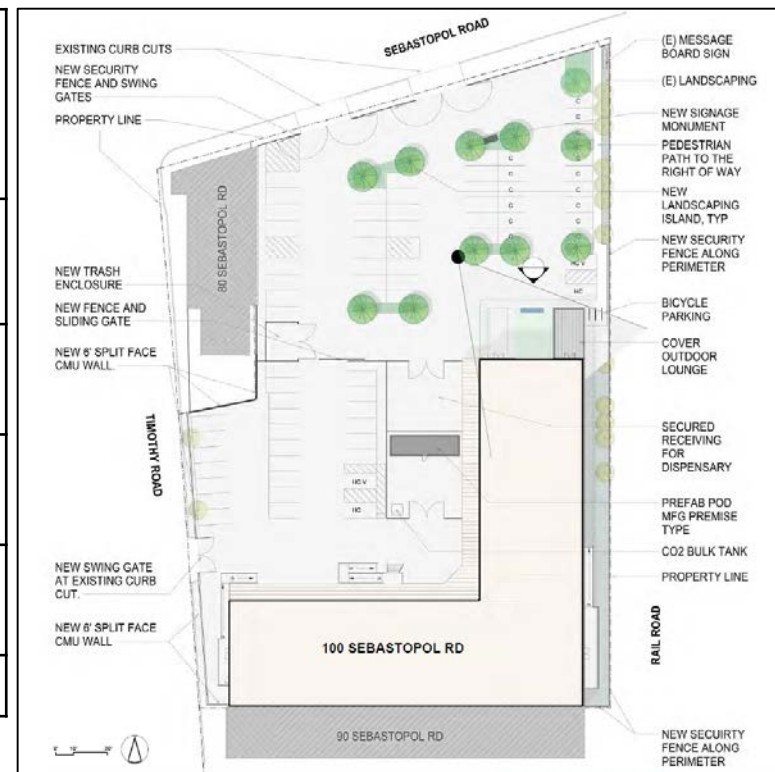 SEBASTOPOL ROAD
EXISTING CURB CUTS
NEW SECURITY
FENCE AND SWING
GATES
PROPERTY LINE
80 SEBASTOPOL RD
NEW TRASH
ENCLOSURE
NEW FENCE AND
SLIDING GATE
NEW 6' SPLIT FACE
CMU WALL
TIMOTHY ROAD
NEW SWING GATE
AT EXISTING CURB
CUT.
NEW 6' SPLIT FACE
CMU WALL
(E) MESSAGE
BOARD SIGN
(E) LANDSCAPING
NEW SIGNAGE
MONUMENT
PEDESTRIAN
PATH TO THE
RIGHT OF WAY
NEW
LANDSCAPING
ISLAND, TYP
NEW SECURITY
FENCE ALONG
PERIMETER
BICYCLE
PARKING
COVER
OUTDOOR
LOUNGE
SECURED
RECEIVING
FOR
DISPENSARY
PREFAB POD
MFG PREMISE
TYPE
CO2 BULK TANK
PROPERTY LINE
RAIL ROAD
NEW SECUIRTY
FENCE ALONG
PERIMETER
HC V
HC
HC V
HC
100 SEBASTOPOL RD
90 SEBASTOPOL RD